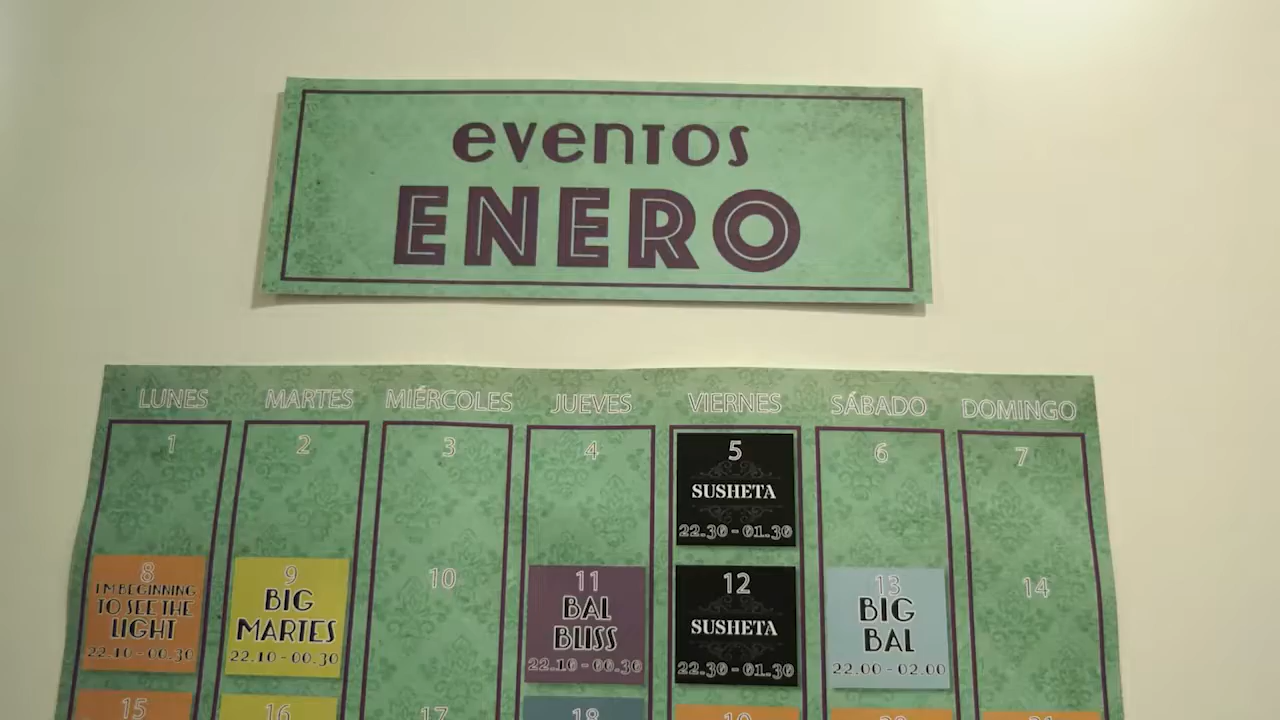 eventos
ENERO
LUNES MARTES MIÉRCOLES JUEVES VIERNES SÁBADO DOMINGO
1 2 3 4 5 6 7
SUSHETA
22.30 - 01.30
8 9 10 11 12 13 14
I'M BEGINNING
TO SEE THE
LIGHT
22.10 - 00.30
BIG
MARTES
22.10 - 00.30
BAL
BLISS
22.10 - 00.30
SUSHETA
22.30 - 01.30
BIG
BAL
22.00 - 02.00
15 16 17 18 19